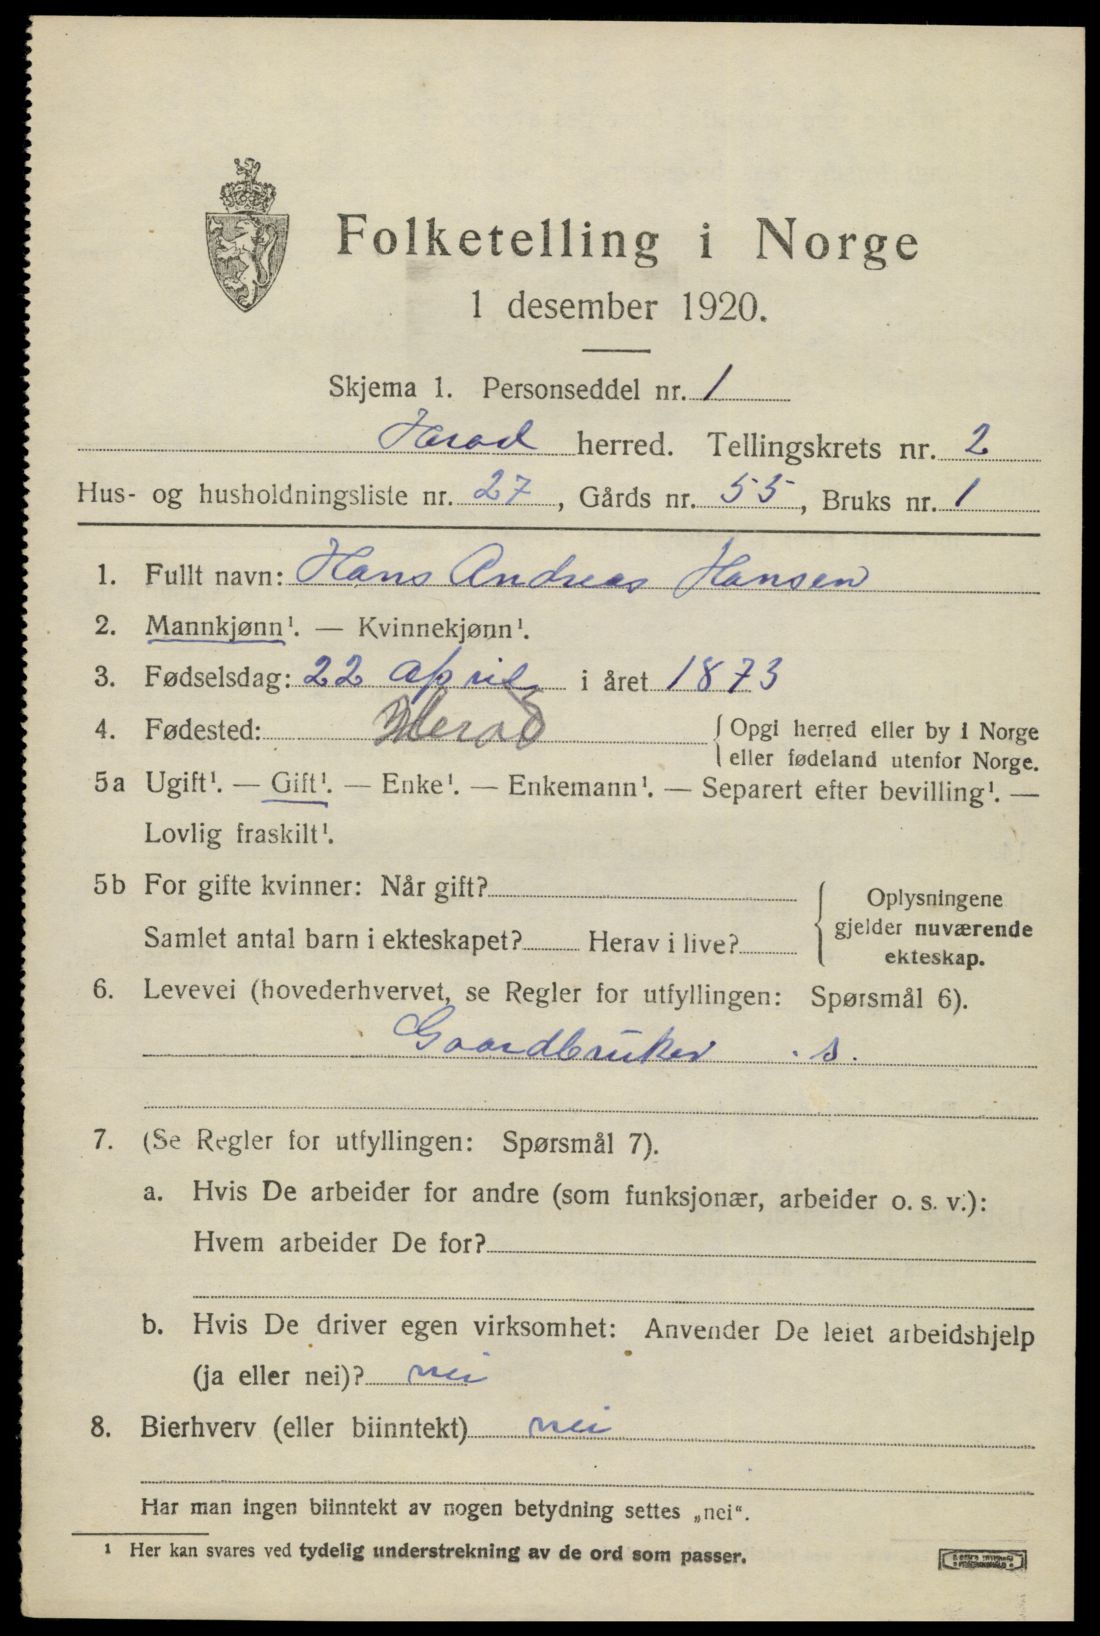 Folketelling i Norge
1 desember 1920.
Skjema 1. Personseddel nr. 1
Herad herred. Tellingskrets nr. 2
Hus- og husholdningsliste nr. 27, Gårds nr. 55, Bruks nr. 1
1. Fullt navn: Hans Andreas Hansen
2. Mannkjønn¹. — Kvinnekjønn¹.
3. Fødselsdag: 22 april i året 1873
4. Fødested: Herad { Opgi herred eller by i Norge
eller fødeland utenfor Norge.
5a Ugift¹. — Gift¹. — Enke¹. — Enkemann¹. — Separert efter bevilling¹. —
Lovlig fraskilt¹.
5b For gifte kvinner: Når gift?
Samlet antal barn i ekteskapet? Herav i live?
Oplysningene
gjelder nuværende
ekteskap.
6. Levevei (hovederhvervet, se Regler for utfyllingen: Spørsmål 6).
Gaardbruker . s.
7. (Se Regler for utfyllingen: Spørsmål 7).
a. Hvis De arbeider for andre (som funksjonær, arbeider o. s. v.):
Hvem arbeider De for?
b. Hvis De driver egen virksomhet: Anvender De leiet arbeidshjelp
(ja eller nei)? nei
8. Bierhverv (eller biinntekt) nei
Har man ingen biinntekt av nogen betydning settes „nei“.
¹ Her kan svares ved tydelig understrekning av de ord som passer.